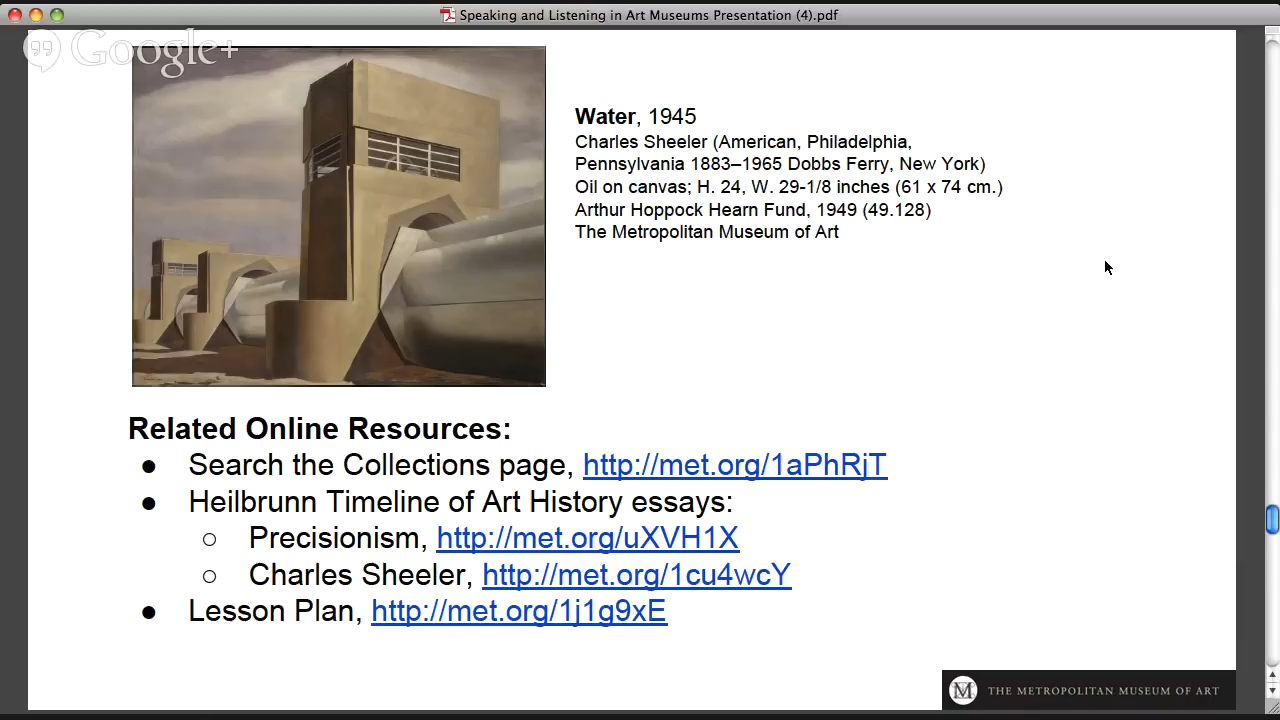 Speaking and Listening in Art Museums Presentation (4).pdf
Google+
Water, 1945
Charles Sheeler (American, Philadelphia,
Pennsylvania 1883–1965 Dobbs Ferry, New York)
Oil on canvas; H. 24, W. 29-1/8 inches (61 x 74 cm.)
Arthur Hoppock Hearn Fund, 1949 (49.128)
The Metropolitan Museum of Art
Related Online Resources:
● Search the Collections page, http://met.org/1aPhRjT
● Heilbrunn Timeline of Art History essays:
○ Precisionism, http://met.org/uXVH1X
○ Charles Sheeler, http://met.org/1cu4wcY
● Lesson Plan, http://met.org/1j1g9xE
M THE METROPOLITAN MUSEUM OF ART